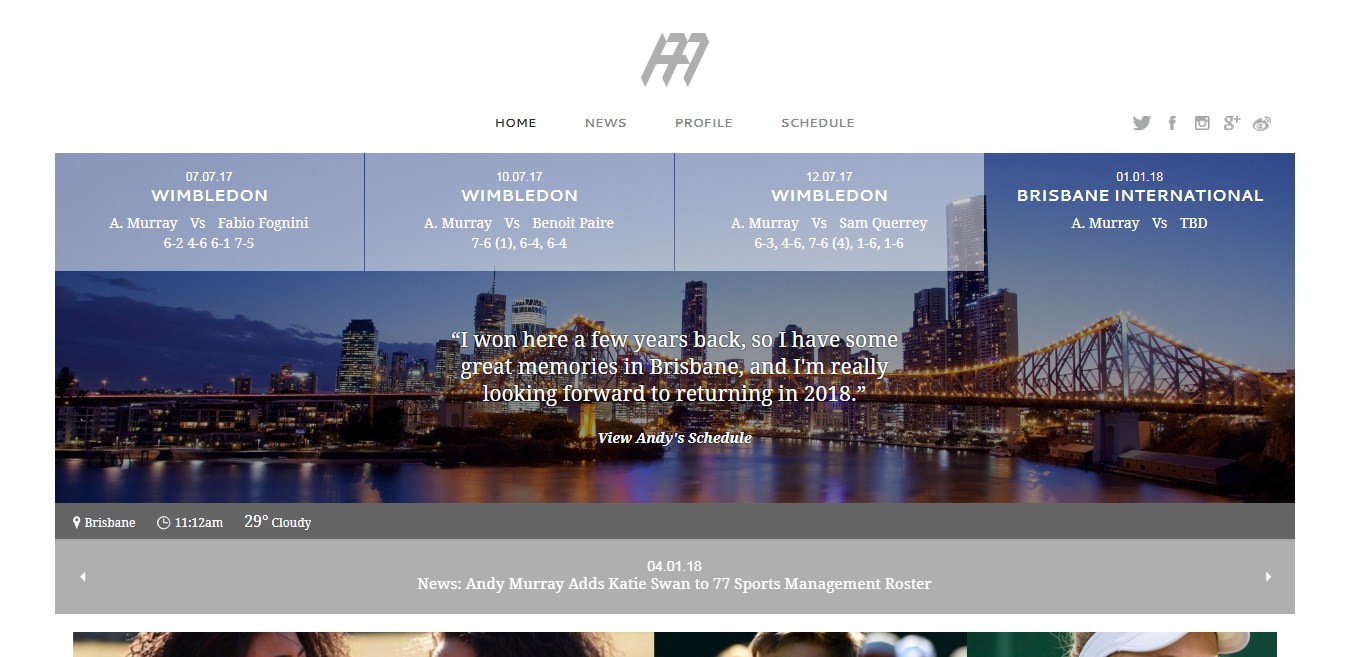 HOME NEWS PROFILE SCHEDULE
07.07.17
WIMBLEDON
A. Murray Vs Fabio Fognini
6-2 4-6 6-1 7-5
10.07.17
WIMBLEDON
A. Murray Vs Benoit Paire
7-6 (1), 6-4, 6-4
12.07.17
WIMBLEDON
A. Murray Vs Sam Querrey
6-3, 4-6, 7-6 (4), 1-6, 1-6
01.01.18
BRISBANE INTERNATIONAL
A. Murray Vs TBD
“I won here a few years back, so I have some
great memories in Brisbane, and I'm really
looking forward to returning in 2018.”
View Andy's Schedule
Brisbane 11:12am 29° Cloudy
04.01.18
News: Andy Murray Adds Katie Swan to 77 Sports Management Roster